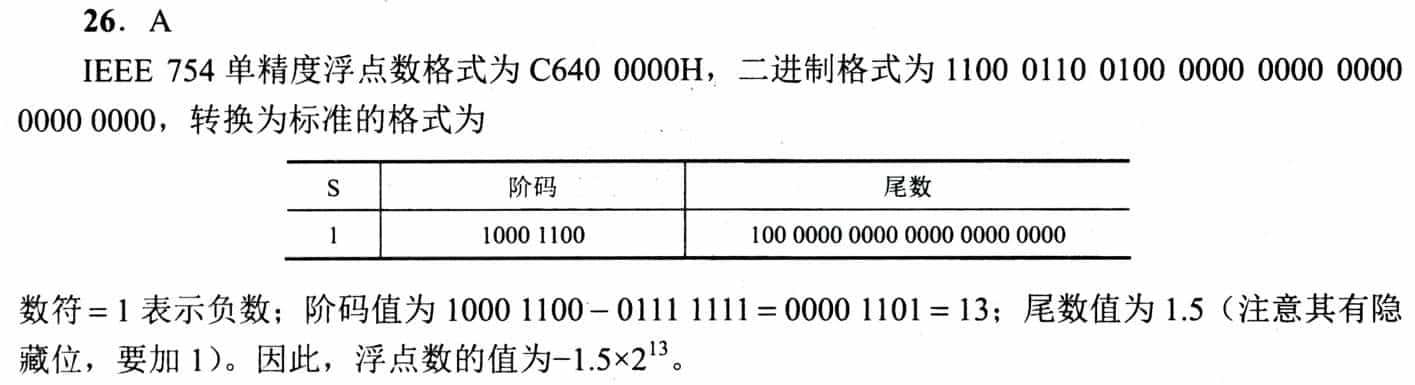 26. A
IEEE 754 单精度浮点数格式为 C640 0000H，二进制格式为 1100 0110 0100 0000 0000 0000
0000 0000，转换为标准的格式为
S 阶码 尾数
1 1000 1100 100 0000 0000 0000 0000 0000
数符=1 表示负数；阶码值为 1000 1100－0111 1111=0000 1101=13；尾数值为 1.5（注意其有隐
藏位，要加 1）。因此，浮点数的值为−1.5×2¹³。